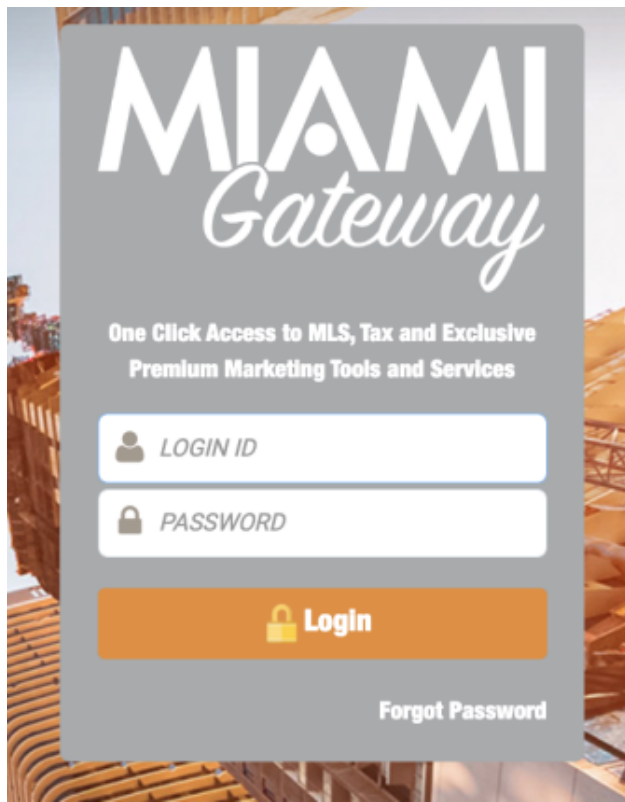 MIAMI
Gateway
One Click Access to MLS, Tax and Exclusive
Premium Marketing Tools and Services
LOGIN ID
PASSWORD
Login
Forgot Password